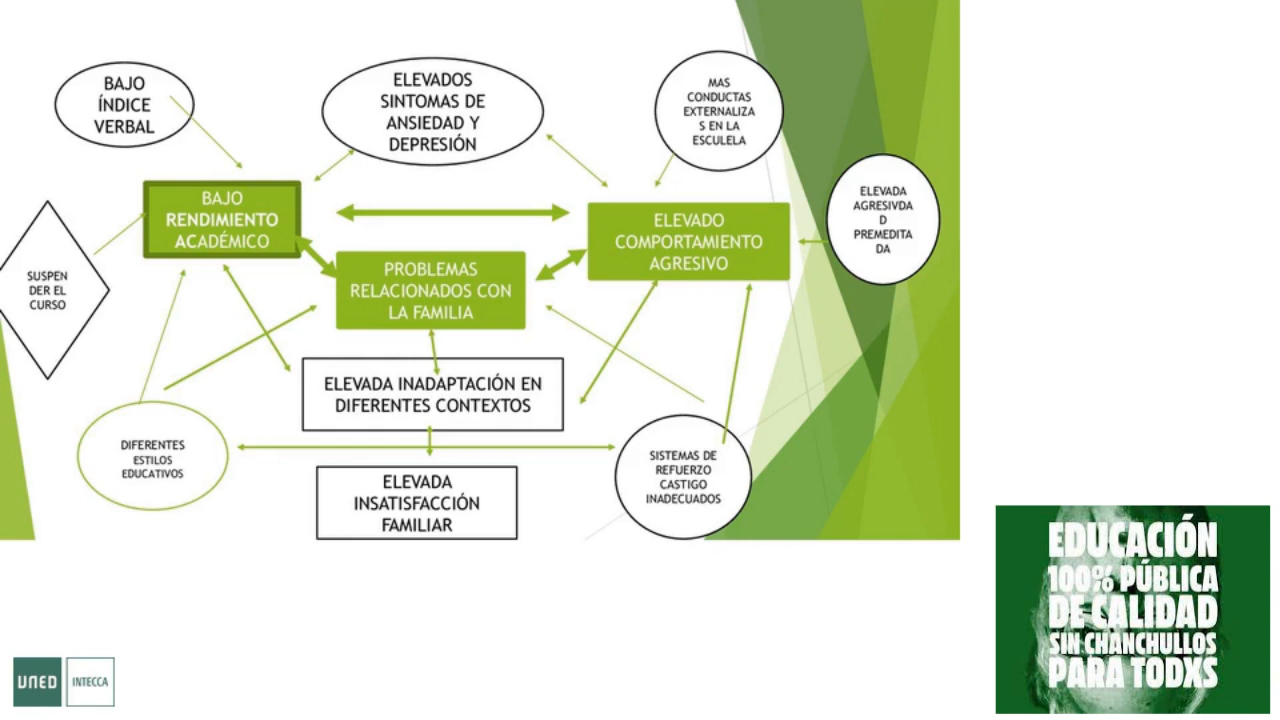 BAJO
ÍNDICE
VERBAL
ELEVADOS
SINTOMAS DE
ANSIEDAD Y
DEPRESIÓN
MAS
CONDUCTAS
EXTERNALIZA
S EN LA
ESCULELA
ELEVADA
AGRESIVDA
D
PREMEDITA
DA
BAJO
RENDIMIENTO
ACADÉMICO
ELEVADO
COMPORTAMIENTO
AGRESIVO
SUSPEN
DER EL
CURSO
PROBLEMAS
RELACIONADOS CON
LA FAMILIA
ELEVADA INADAPTACIÓN EN
DIFERENTES CONTEXTOS
DIFERENTES
ESTILOS
EDUCATIVOS
SISTEMAS DE
REFUERZO
CASTIGO
INADECUADOS
ELEVADA
INSATISFACCIÓN
FAMILIAR
EDUCACIÓN
100% PÚBLICA
DE CALIDAD
SIN CHANCHULLOS
PARA TODXS
UNED
INTECCA